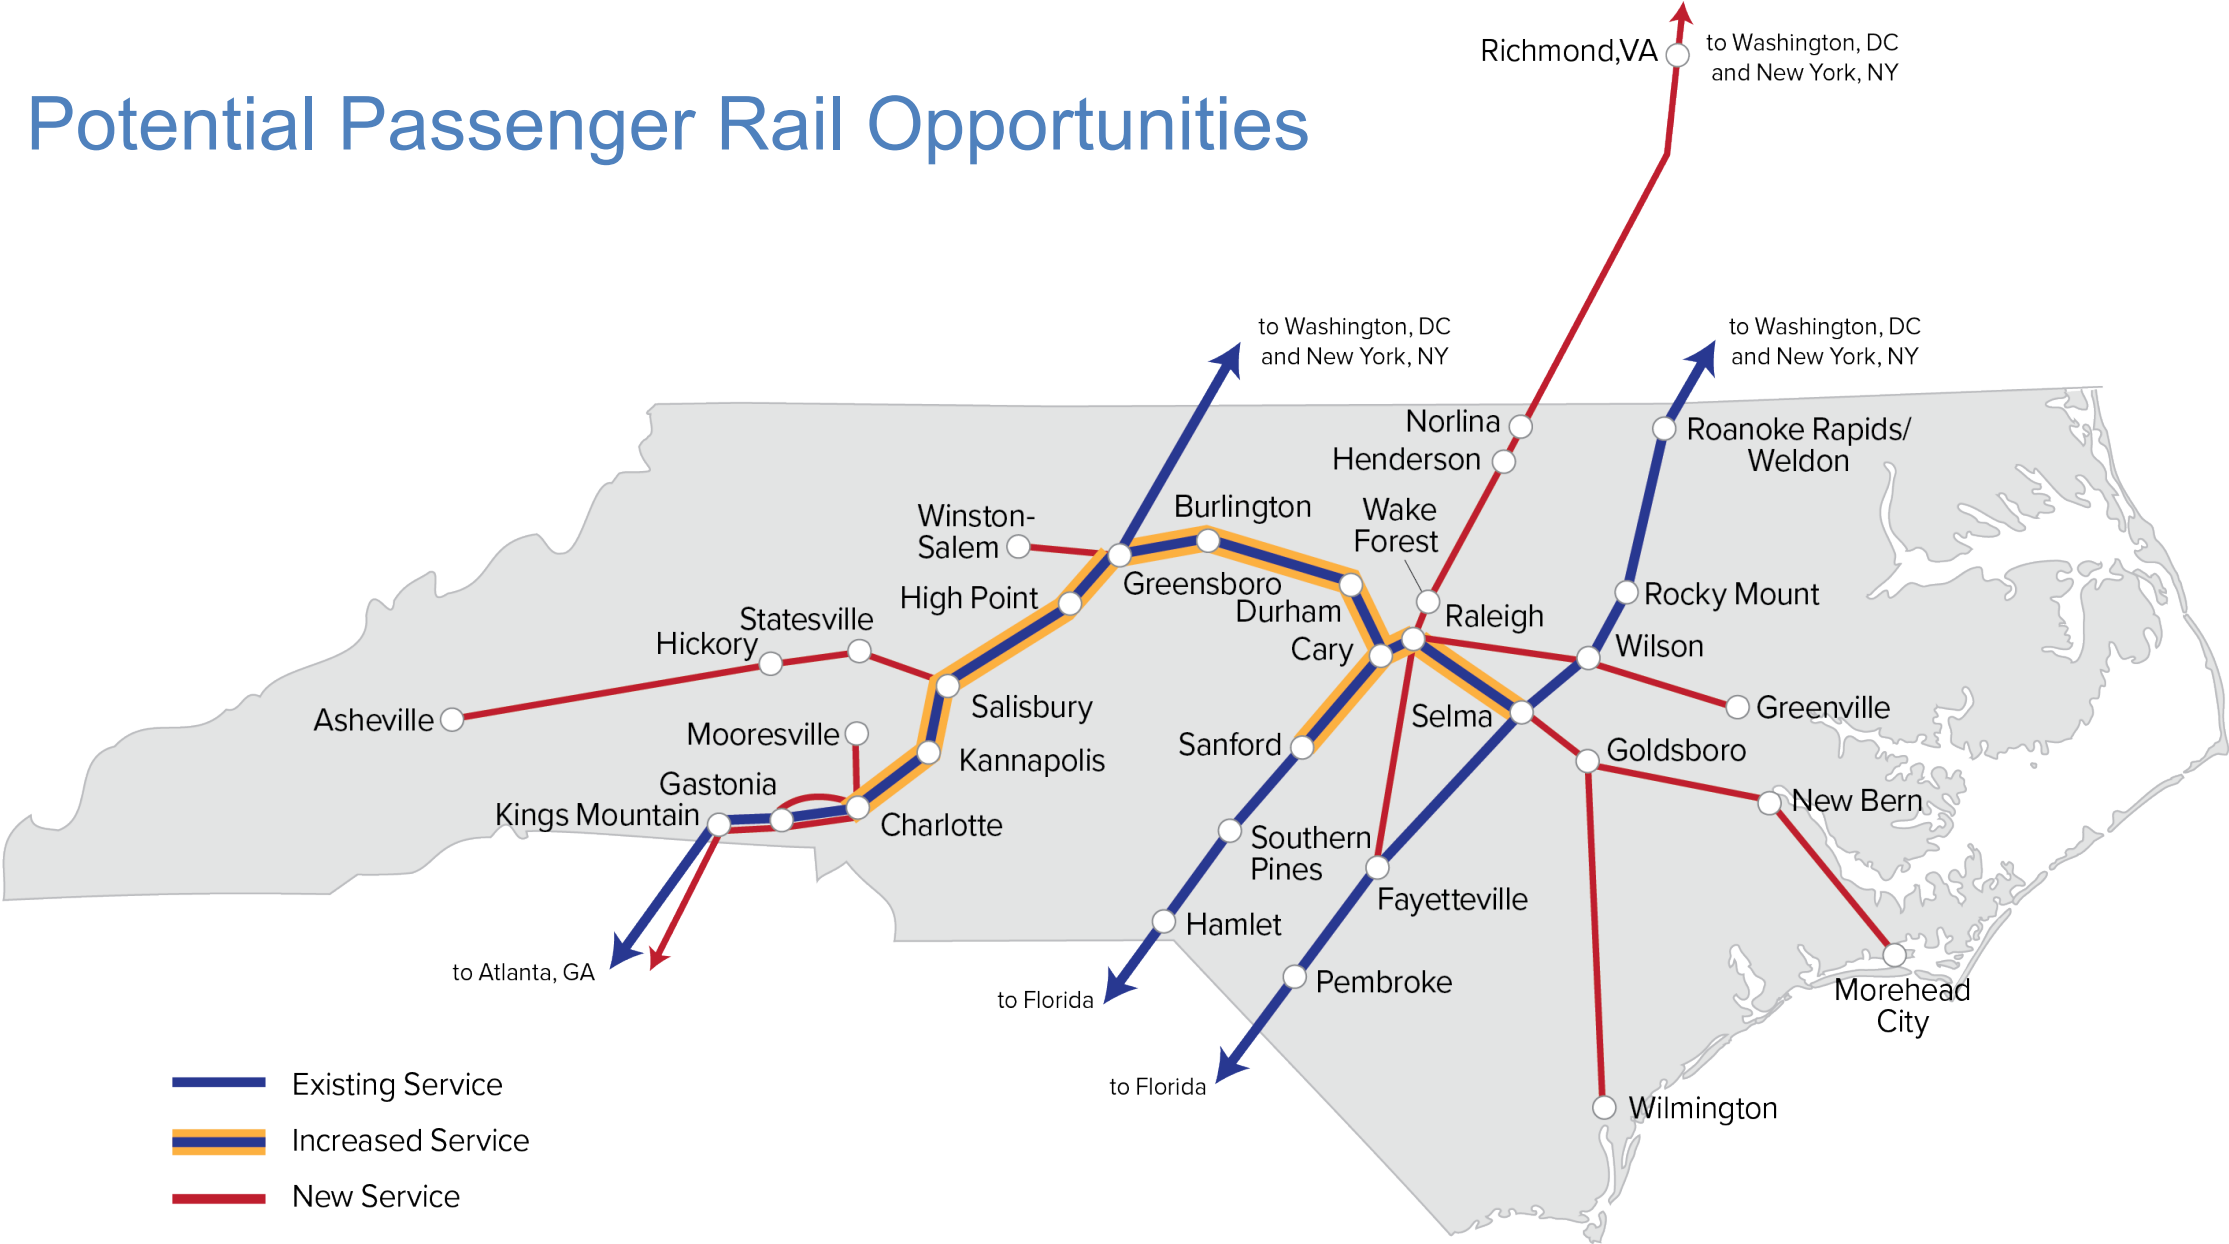 Richmond,VA
to Washington, DC
and New York, NY
Potential Passenger Rail Opportunities
to Washington, DC
and New York, NY
to Washington, DC
and New York, NY
Norlina
Roanoke Rapids/
Weldon
Henderson
Winston-
Salem
Burlington
Wake
Forest
High Point
Greensboro
Durham
Raleigh
Rocky Mount
Statesville
Hickory
Cary
Wilson
Asheville
Salisbury
Mooresville
Kannapolis
Sanford
Selma
Greenville
Goldsboro
Gastonia
Kings Mountain
Charlotte
New Bern
Southern
Pines
Fayetteville
Hamlet
to Atlanta, GA
to Florida
Pembroke
Morehead
City
to Florida
Wilmington
Existing Service
Increased Service
New Service